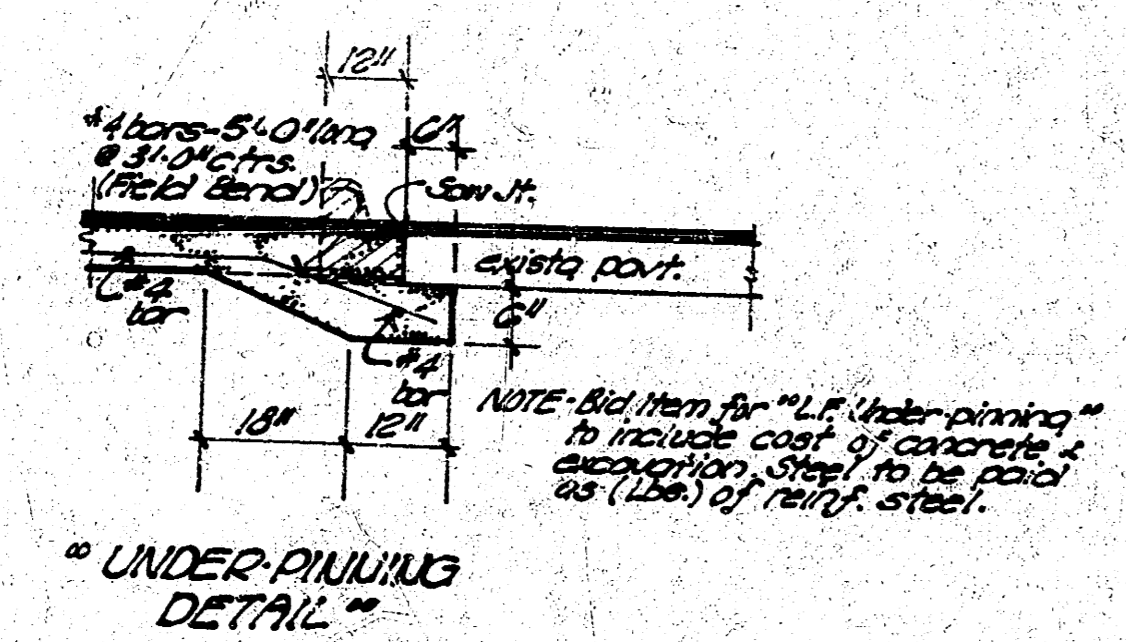 12"
#4 bars-5'-0" long
@ 3'-0" ctrs.
(Field Bend)
6"
Saw Jt.
existg pavt.
#4
bar
6"
#4
bar
18"
12"
NOTE-Bid Item for "L.F. Under-pinning"
to include cost of concrete &
excavation. Steel to be paid
as (Lbs.) of reinf. steel.
"UNDER-PINNING
DETAIL"